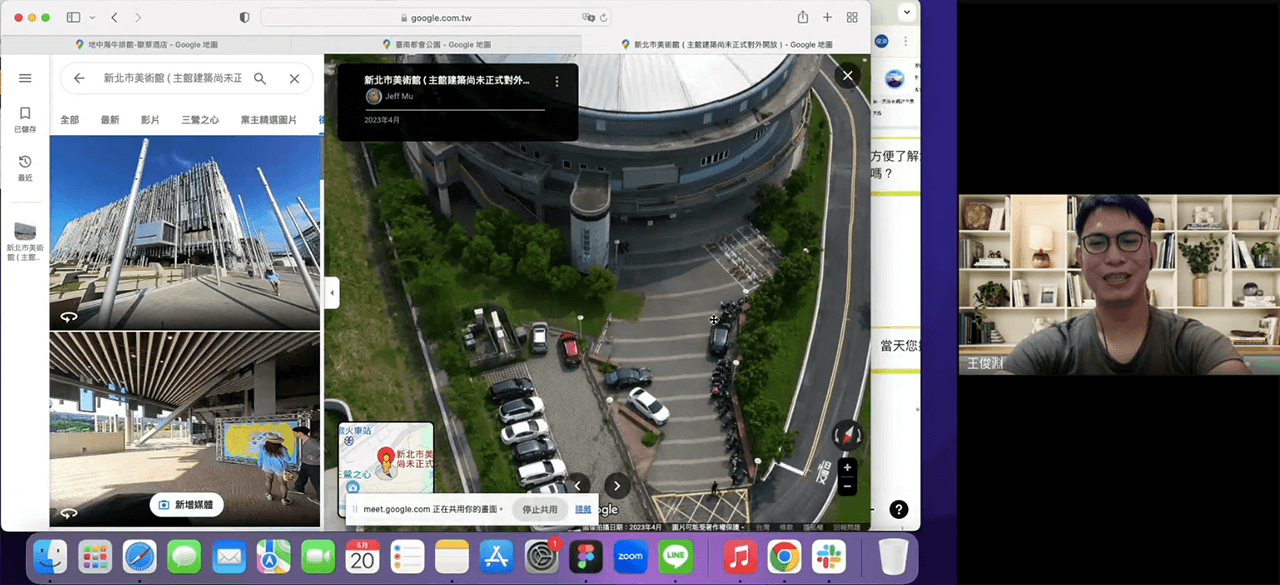 google.com.tw
地中海牛排館-歐華酒店 - Google 地圖
臺南都會公園 - Google 地圖
新北市美術館 ( 主館建築尚未正式對外開放 ) - Google 地圖
新北市美術館 ( 主館建築尚未正
全部
最新
影片
三鶯之心
業主精選圖片
已儲存
最近
新北市美術
館 ( 主館...
新北市美術館 ( 主館建築尚未正式對外...
Jeff Mu
2023年4月
新增媒體
火車站
新北市美
尚未正式
三鶯之心
meet.google.com 正在共用你的畫面。
停止共用
隱藏
圖像拍攝日期：2023年4月
圖片可能受著作權保護。
台灣
條款
隱私權
回報問題
俊淵
方便了解
嗎？
當天您
5月
20
1
zoom
LINE
王俊淵